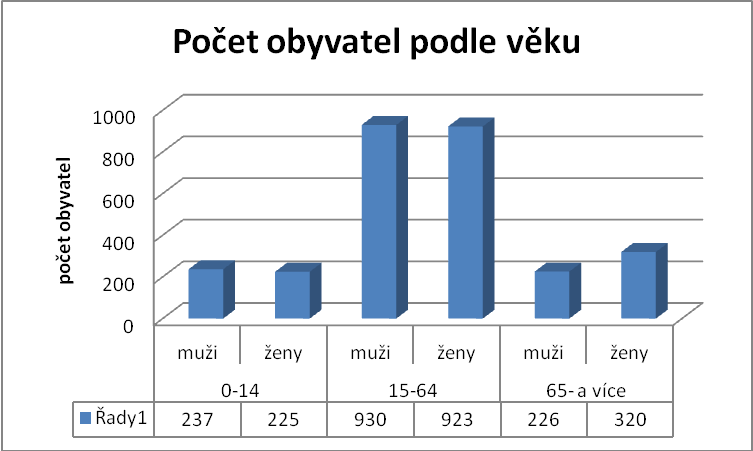 Počet obyvatel podle věku
počet obyvatel
1000
800
600
400
200
0
muži ženy muži ženy muži ženy
0-14 15-64 65- a více
Řady1 237 225 930 923 226 320